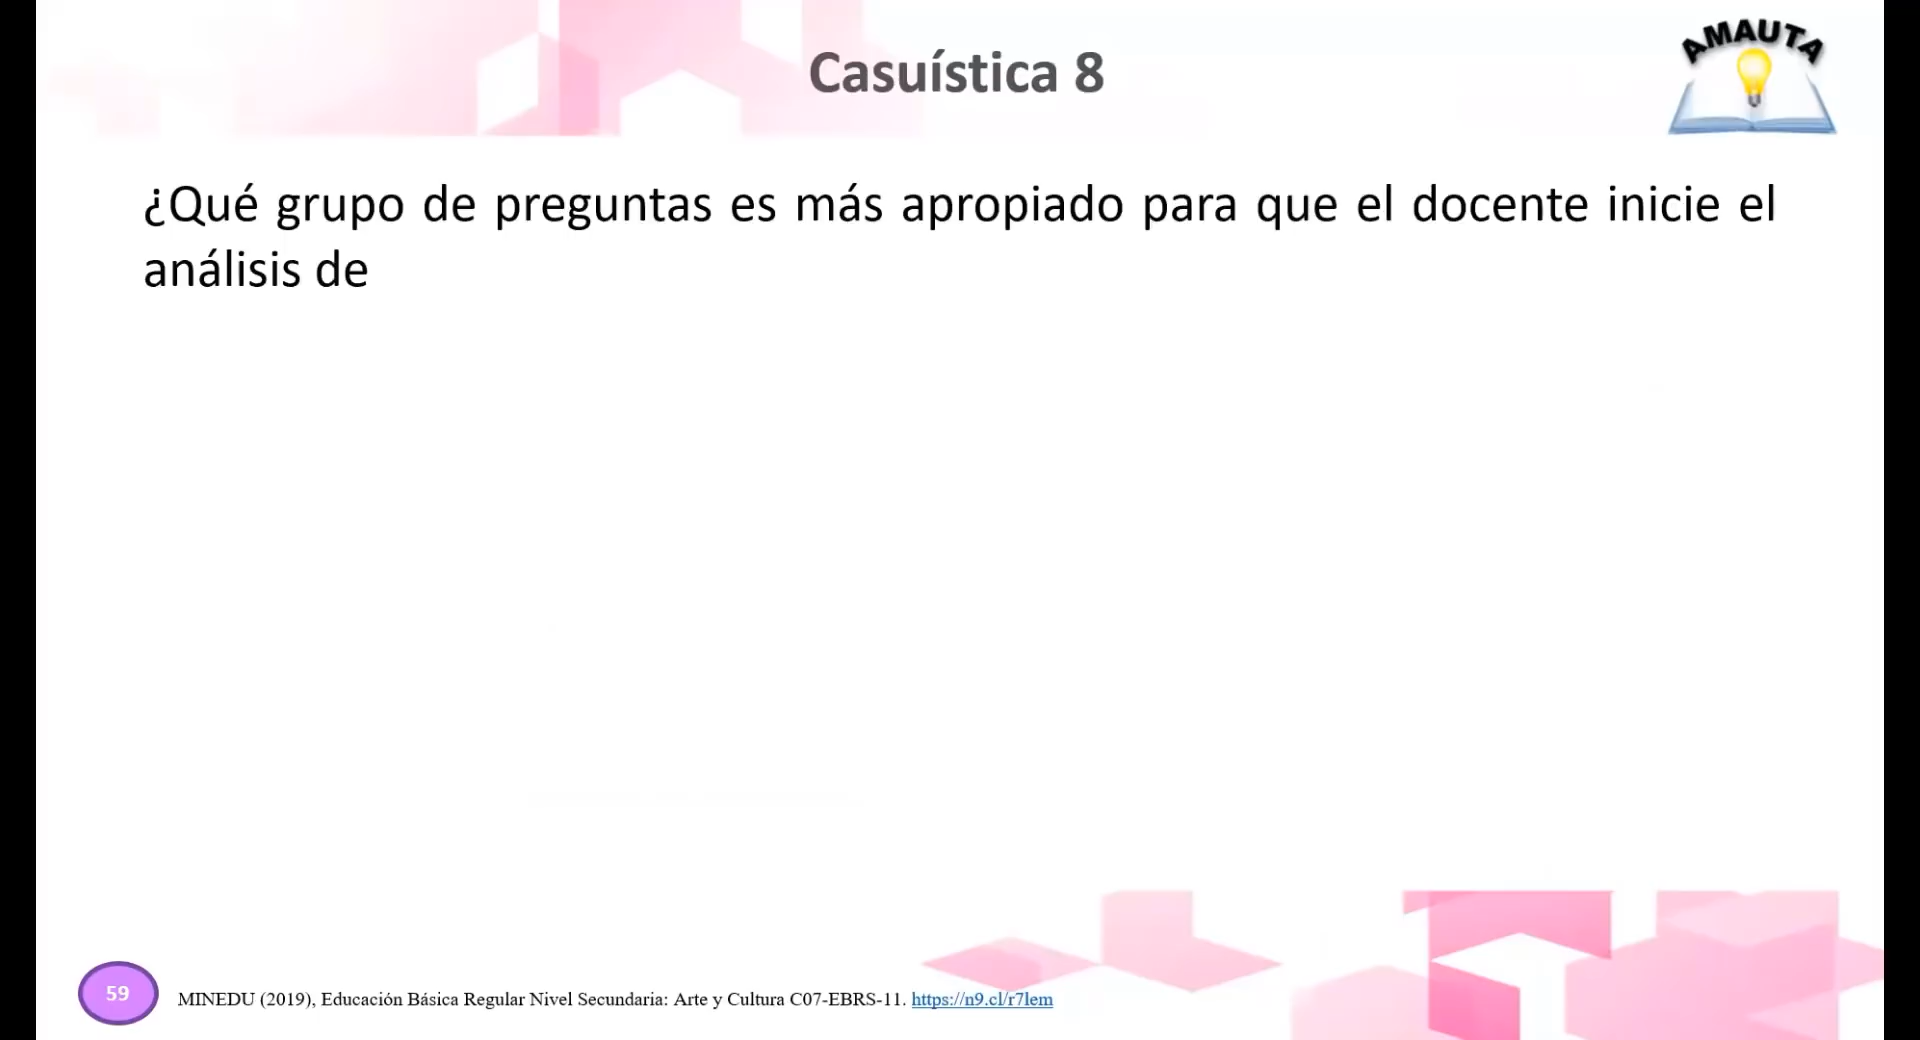 Casuística 8
AMAUTA
¿Qué grupo de preguntas es más apropiado para que el docente inicie el
análisis de
59
MINEDU (2019), Educación Básica Regular Nivel Secundaria: Arte y Cultura C07-EBRS-11. https://n9.cl/r7lem